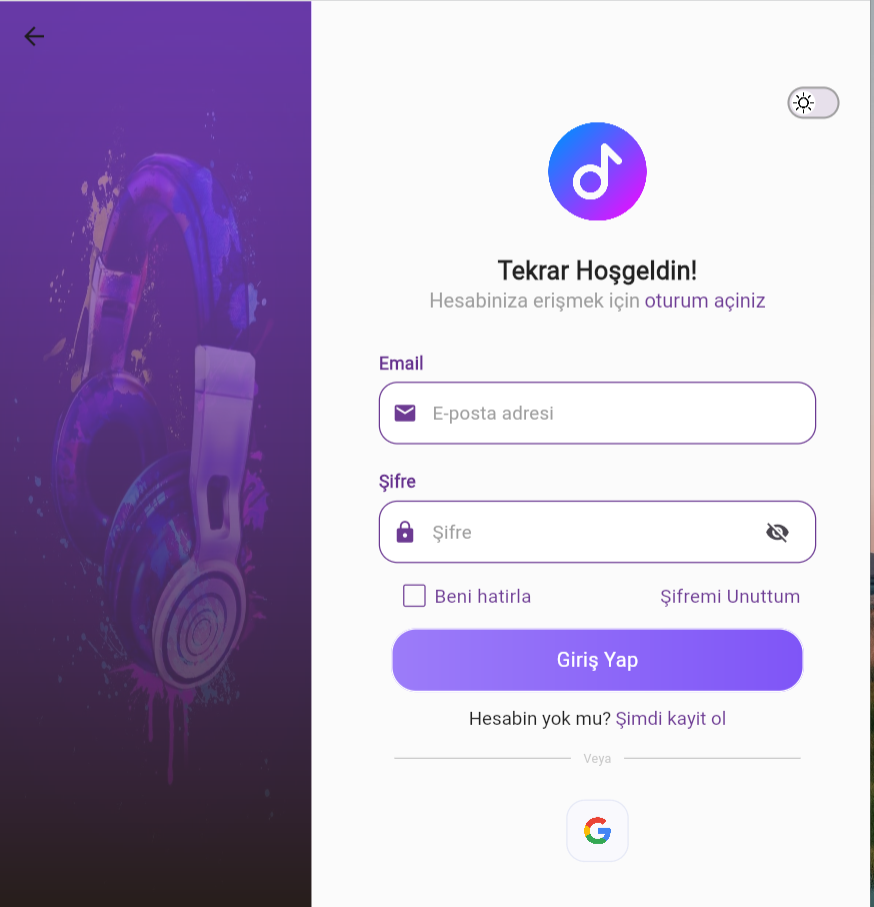 Tekrar Hoşgeldin!
Hesabiniza erişmek için oturum açiniz
Email
E-posta adresi
Şifre
Şifre
Beni hatirla Şifremi Unuttum
Giriş Yap
Hesabin yok mu? Şimdi kayit ol
Veya